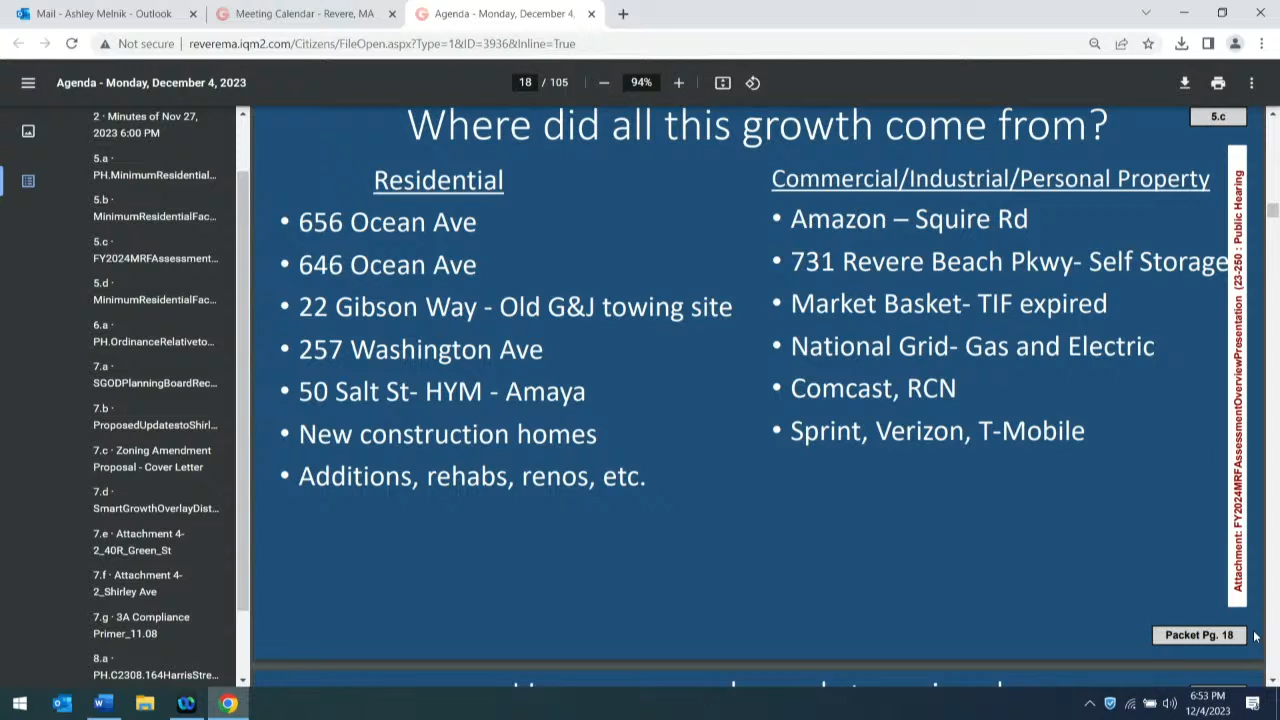 Mail - Ashley Melnik - Outlook
Meeting Calendar - Revere, MA
Agenda - Monday, December 4,
Not secure
reverema.iqm2.com/Citizens/FileOpen.aspx?Type=1&ID=3936&Inline=True
Agenda - Monday, December 4, 2023
18 / 105
94%
2 · Minutes of Nov 27,
2023 6:00 PM
5.a ·
PH.MinimumResidential...
5.b ·
MinimumResidentialFac...
5.c ·
FY2024MRFAssessment...
5.d ·
MinimumResidentialFac...
6.a ·
PH.OrdinanceRelativeto...
7.a ·
SGODPlanningBoardRec...
7.b ·
ProposedUpdatestoShirl...
7.c · Zoning Amendment
Proposal - Cover Letter
7.d ·
SmartGrowthOverlayDist...
7.e · Attachment 4-
2_40R_Green_St
7.f · Attachment 4-
2_Shirley Ave
7.g · 3A Compliance
Primer_11.08
8.a ·
PH.C2308.164HarrisStre...
Where did all this growth come from?
5.c
Residential
• 656 Ocean Ave
• 646 Ocean Ave
• 22 Gibson Way - Old G&J towing site
• 257 Washington Ave
• 50 Salt St- HYM - Amaya
• New construction homes
• Additions, rehabs, renos, etc.
Commercial/Industrial/Personal Property
• Amazon – Squire Rd
• 731 Revere Beach Pkwy- Self Storage
• Market Basket- TIF expired
• National Grid- Gas and Electric
• Comcast, RCN
• Sprint, Verizon, T-Mobile
Attachment: FY2024MRFAssessmentOverviewPresentation (23-250 : Public Hearing
Packet Pg. 18
6:53 PM
12/4/2023